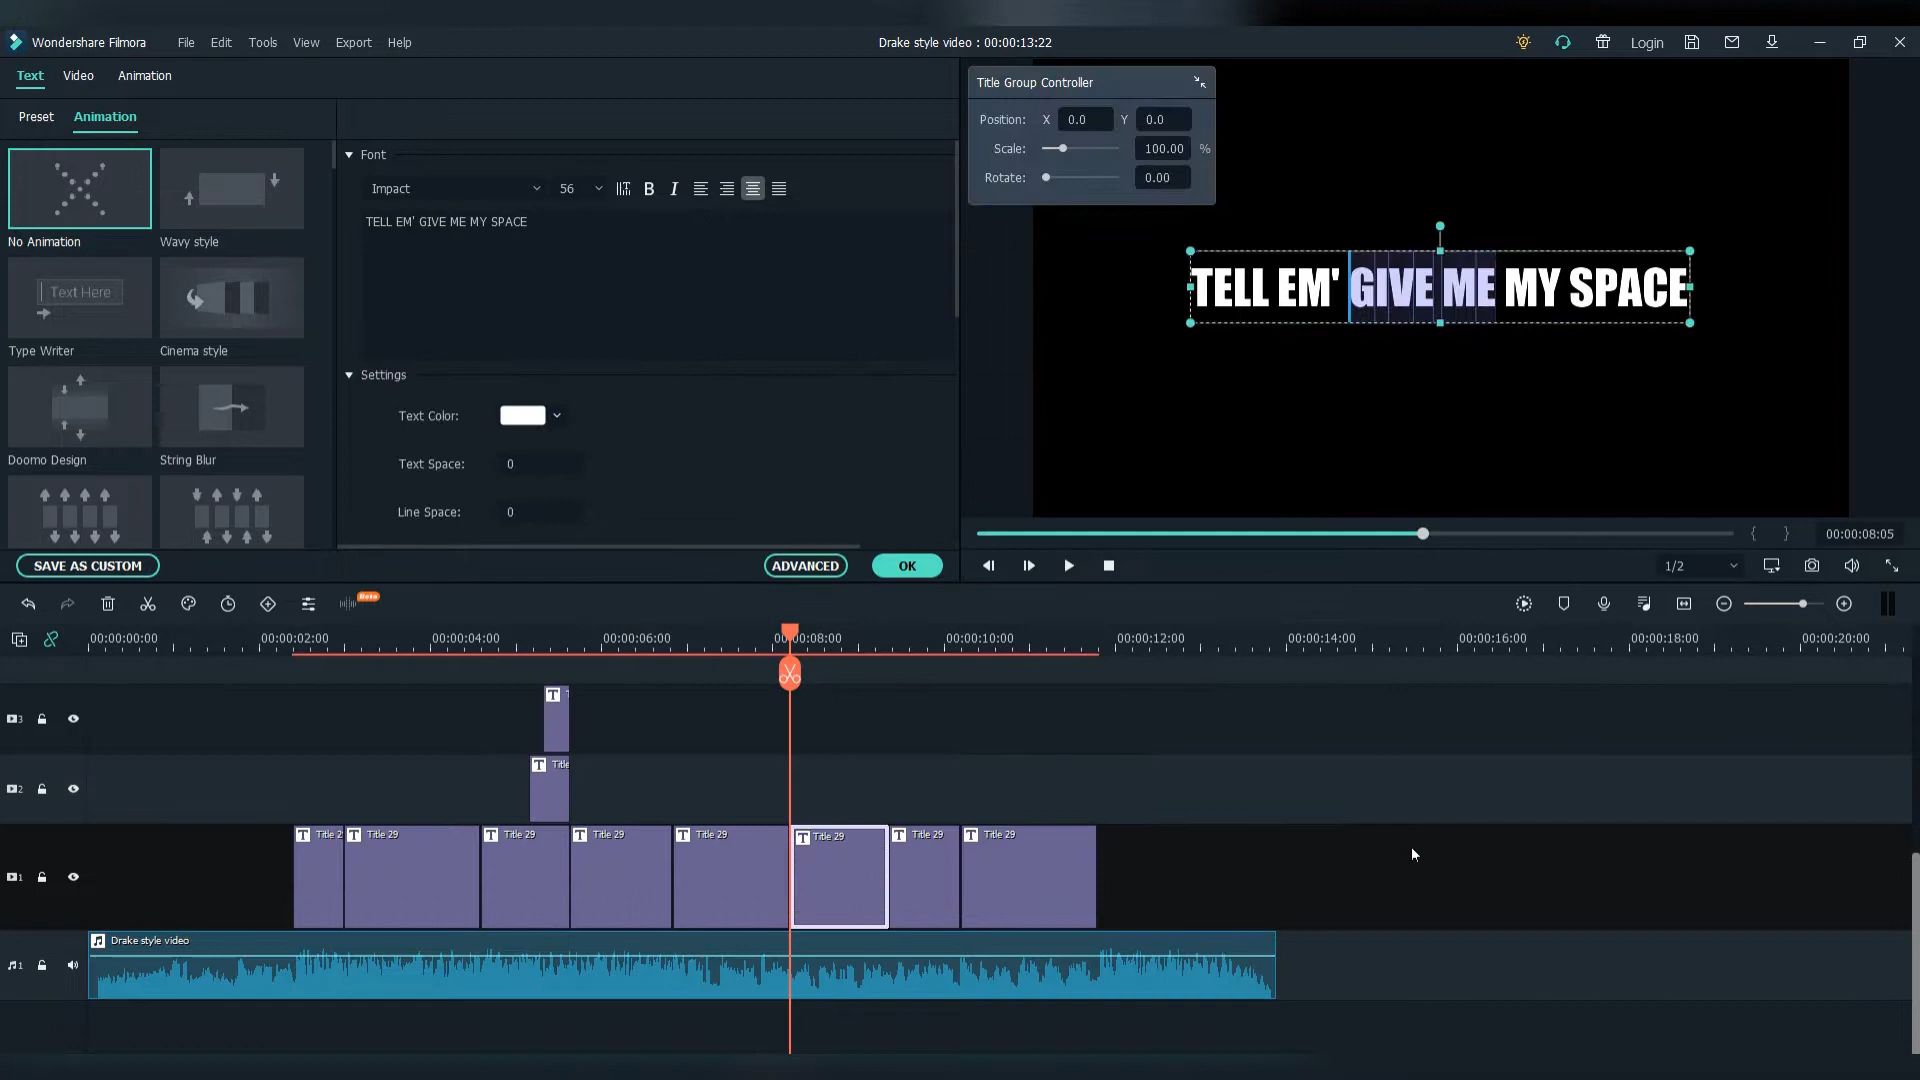 Wondershare Filmora File Edit Tools View Export Help
Drake style video : 00:00:13:22
Login
Text Video Animation
Preset Animation
No Animation
Wavy style
Text Here
Type Writer
Cinema style
Doomo Design
String Blur
Font
Impact 56 B I
TELL EM' GIVE ME MY SPACE
Settings
Text Color:
Text Space: 0
Line Space: 0
SAVE AS CUSTOM
ADVANCED
OK
Title Group Controller
Position: X 0.0 Y 0.0
Scale: 100.00 %
Rotate: 0.00
TELL EM' GIVE ME MY SPACE
{ } 00:00:08:05
1/2
Beta
00:00:00:00 00:00:02:00 00:00:04:00 00:00:06:00 00:00:08:00 00:00:10:00 00:00:12:00 00:00:14:00 00:00:16:00 00:00:18:00 00:00:20:00
3 T
2 T Title
1 T Title 2 T Title 29 T Title 29 T Title 29 T Title 29 T Title 29 T Title 29 T Title 29
Drake style video
1